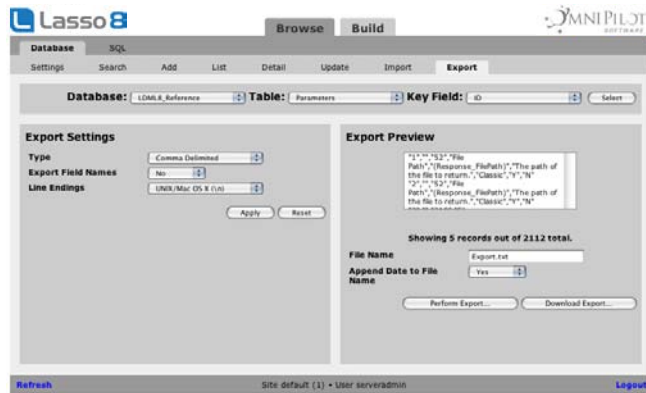 Lasso 8
Browse Build
OMNIPILOT
SOFTWARE
Database SQL
Settings Search Add List Detail Update Import Export
Database: LDML8_Reference Table: Parameters Key Field: ID Select
Export Settings
Type Comma Delimited
Export Field Names No
Line Endings UNIX/Mac OS X (\n)
Apply Reset
Export Preview
"1","","52","File
Path","(Response_FilePath)","The path of
the file to return.","Classic","Y","N"
"2","","52","File
Path","(Response_FilePath)","The path of
the file to return.","Classic","Y","N"
Showing 5 records out of 2112 total.
File Name Export.txt
Append Date to File Name Yes
Perform Export... Download Export...
Refresh Site default (1) • User serveradmin Logout